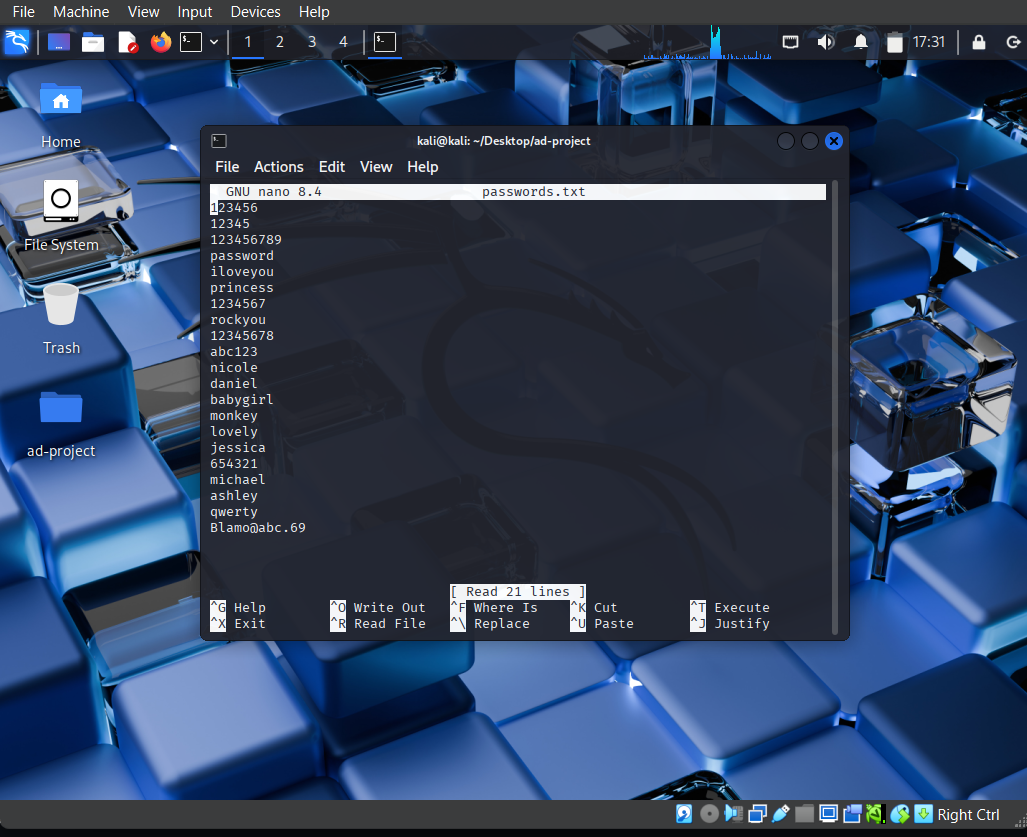 File Machine View Input Devices Help
1 2 3 4 17:31
Home
File System
Trash
ad-project
kali@kali: ~/Desktop/ad-project
File Actions Edit View Help
GNU nano 8.4 passwords.txt
123456
12345
123456789
password
iloveyou
princess
1234567
rockyou
12345678
abc123
nicole
daniel
babygirl
monkey
lovely
jessica
654321
michael
ashley
qwerty
Blamo@abc.69
[ Read 21 lines ]
^G Help ^O Write Out ^F Where Is ^K Cut ^T Execute
^X Exit ^R Read File ^\ Replace ^U Paste ^J Justify
Right Ctrl